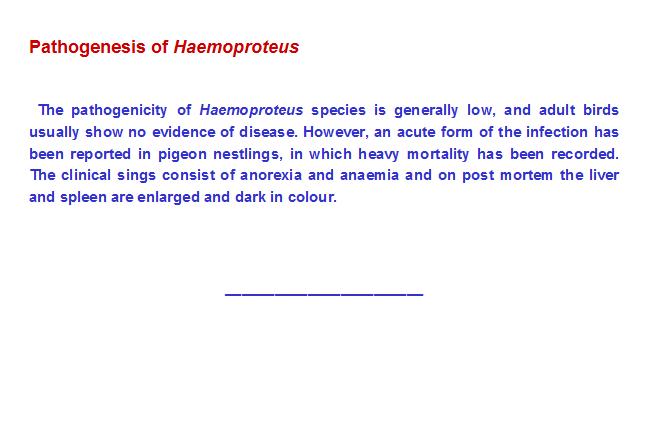 Pathogenesis of Haemoproteus
The pathogenicity of Haemoproteus species is generally low, and adult birds
usually show no evidence of disease. However, an acute form of the infection has
been reported in pigeon nestlings, in which heavy mortality has been recorded.
The clinical sings consist of anorexia and anaemia and on post mortem the liver
and spleen are enlarged and dark in colour.